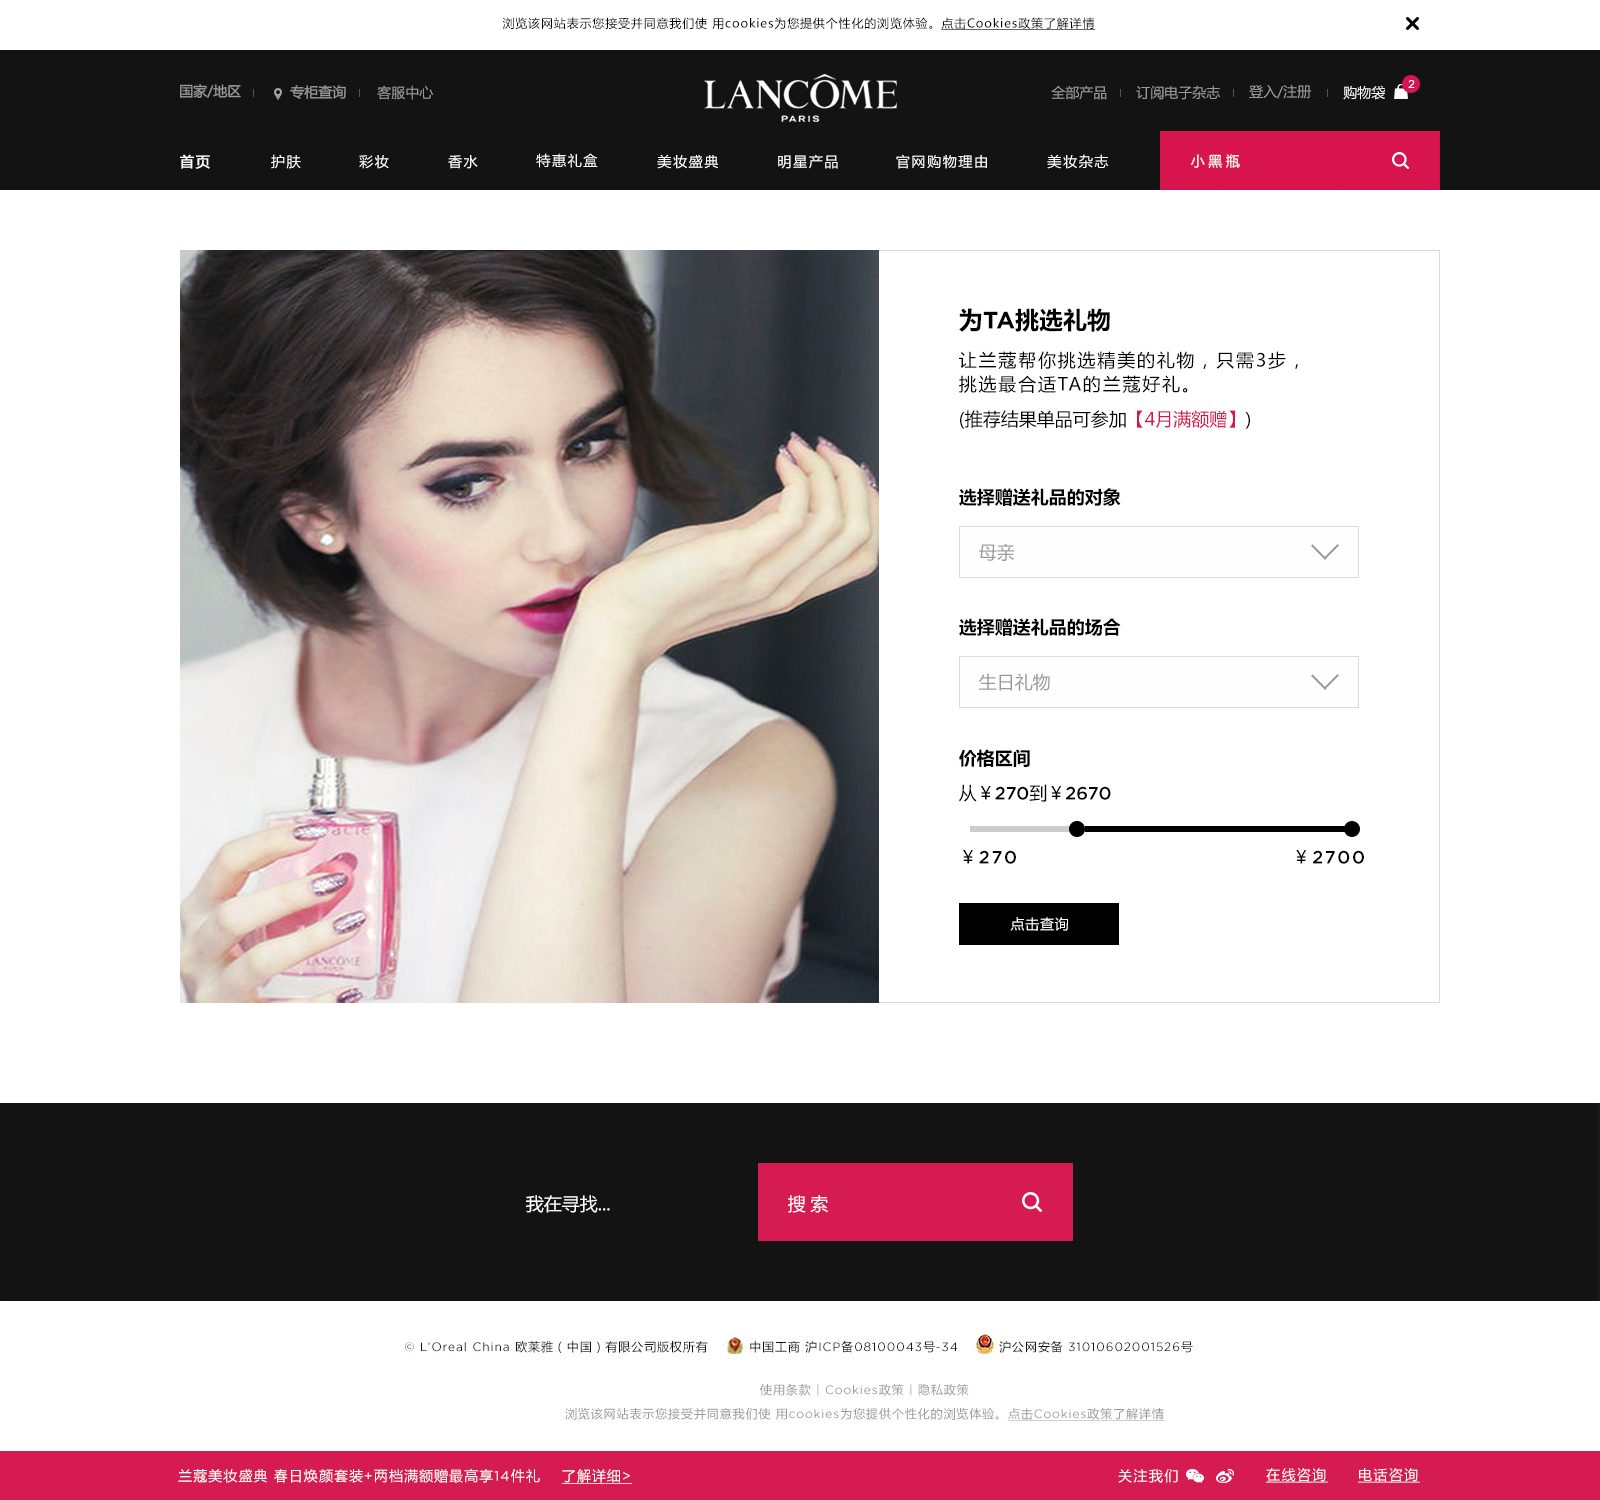 浏览该网站表示您接受并同意我们使 用cookies为您提供个性化的浏览体验。点击Cookies政策了解详情
国家/地区 专柜查询 客服中心
LANCÔME
PARIS
全部产品 订阅电子杂志 登入/注册 购物袋 2
首页 护肤 彩妆 香水 特惠礼盒 美妆盛典 明星产品 官网购物理由 美妆杂志 小黑瓶
为TA挑选礼物
让兰蔻帮你挑选精美的礼物，只需3步，
挑选最合适TA的兰蔻好礼。
(推荐结果单品可参加【4月满额赠】)
选择赠送礼品的对象
母亲
选择赠送礼品的场合
生日礼物
价格区间
从￥270到￥2670
￥270 ￥2700
点击查询
racle
LANCÔME
PARIS
我在寻找...
搜索
© L'Oreal China 欧莱雅（中国）有限公司版权所有 中国工商 沪ICP备08100043号-34 沪公网安备 31010602001526号
使用条款 | Cookies政策 | 隐私政策
浏览该网站表示您接受并同意我们使 用cookies为您提供个性化的浏览体验。点击Cookies政策了解详情
兰蔻美妆盛典 春日焕颜套装+两档满额赠最高享14件礼 了解详细>
关注我们 在线咨询 电话咨询